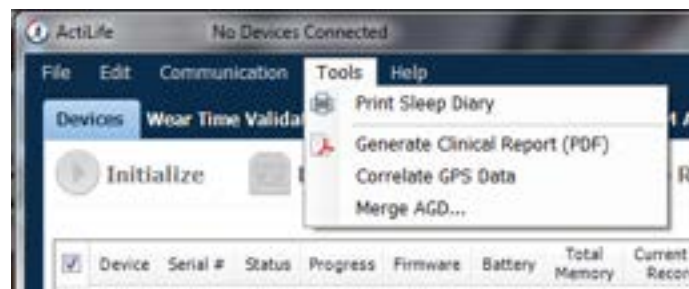 ActiLife No Devices Connected
File Edit Communication Tools Help
Print Sleep Diary
Devices Wear Time Valida
Generate Clinical Report (PDF)
Initialize
Correlate GPS Data
Merge AGD...
Device Serial # Status Progress Firmware Battery Total Memory Current Recor